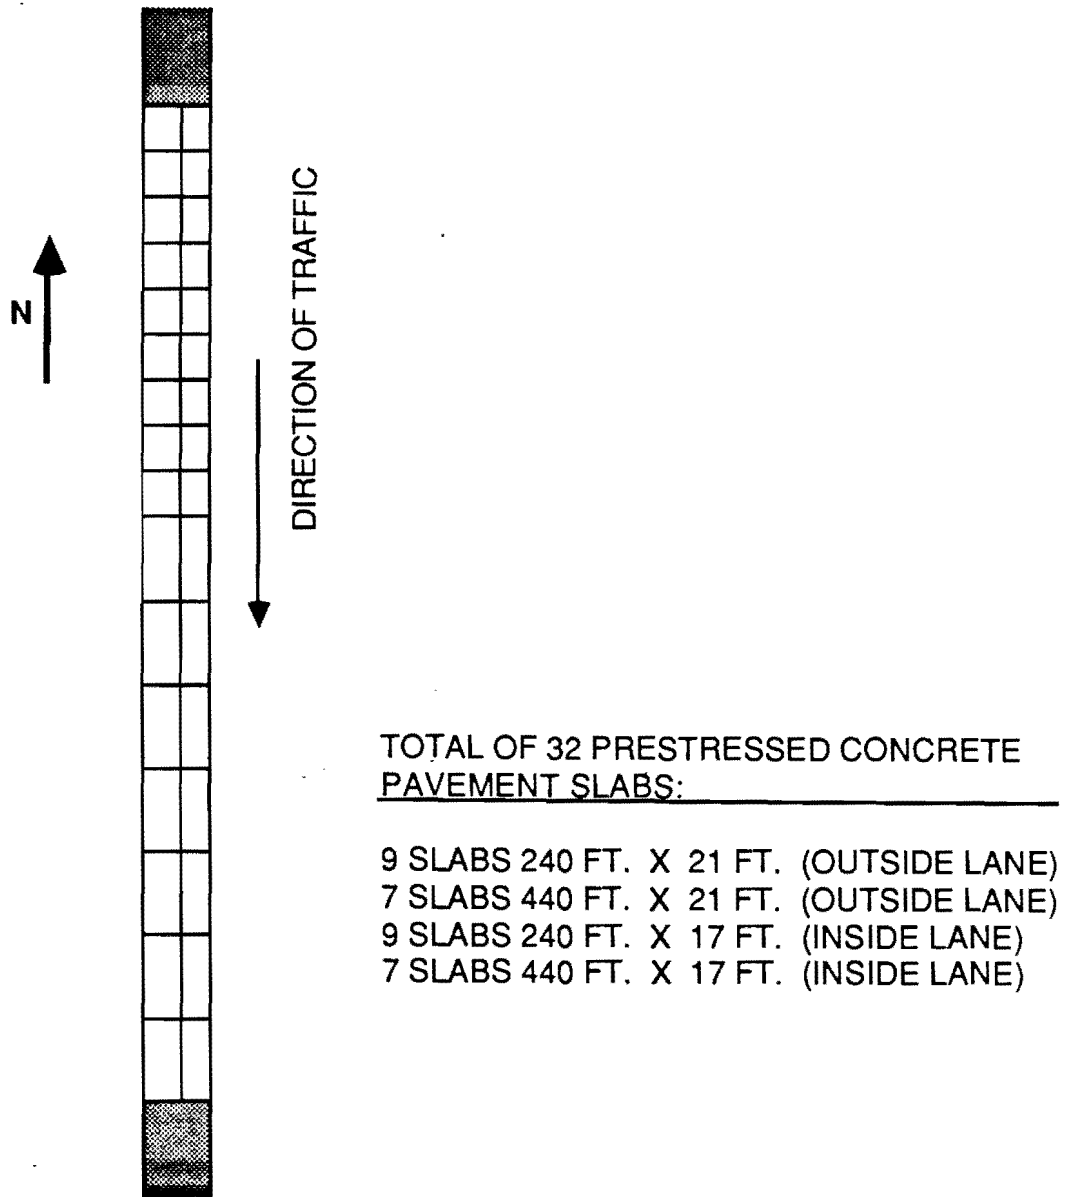 N
DIRECTION OF TRAFFIC
TOTAL OF 32 PRESTRESSED CONCRETE
PAVEMENT SLABS:
9 SLABS 240 FT. X 21 FT. (OUTSIDE LANE)
7 SLABS 440 FT. X 21 FT. (OUTSIDE LANE)
9 SLABS 240 FT. X 17 FT. (INSIDE LANE)
7 SLABS 440 FT. X 17 FT. (INSIDE LANE)